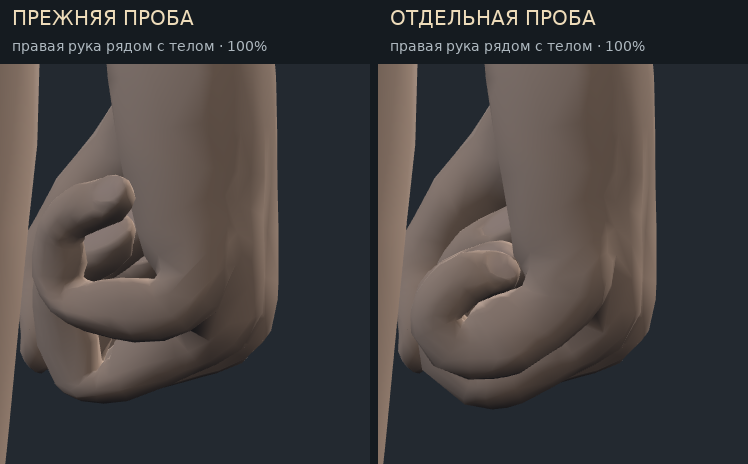 ПРЕЖНЯЯ ПРОБА
правая рука рядом с телом · 100%
ОТДЕЛЬНАЯ ПРОБА
правая рука рядом с телом · 100%